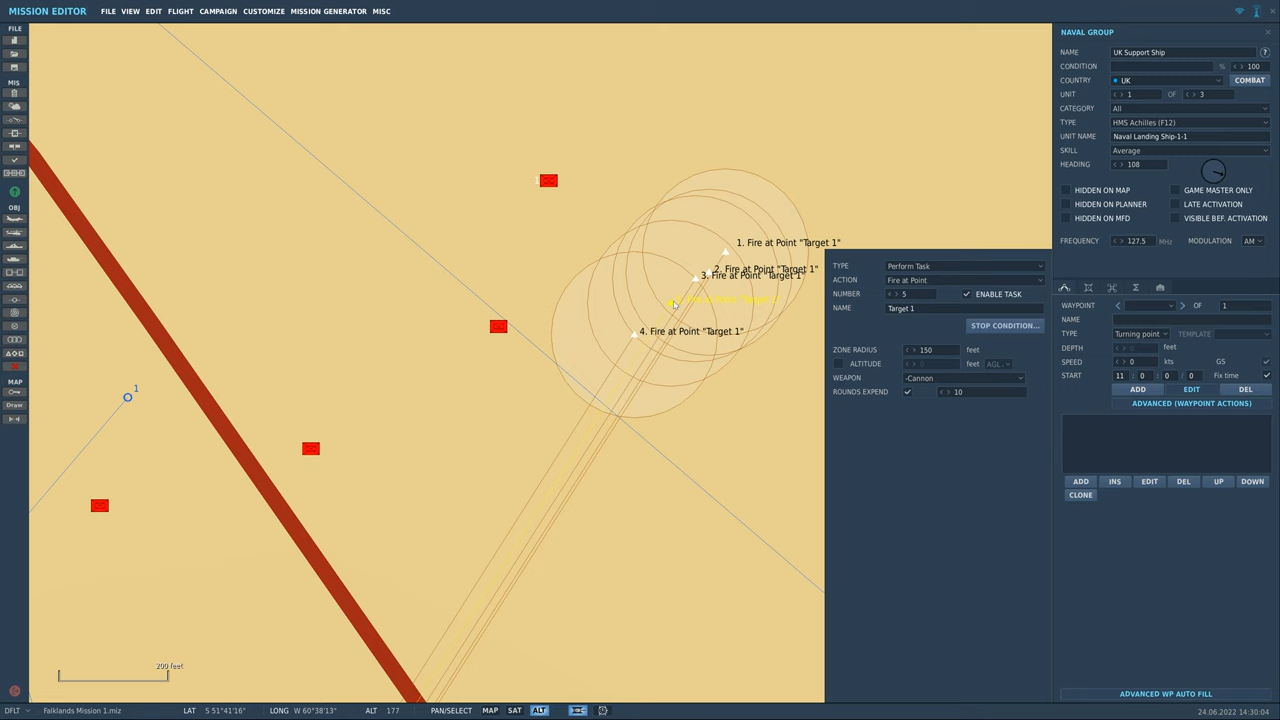 MISSION EDITOR FILE VIEW EDIT FLIGHT CAMPAIGN CUSTOMIZE MISSION GENERATOR MISC
FILE
MIS
OBJ
MAP
Draw
1
1. Fire at Point "Target 1"
2. Fire at Point "Target 1"
3. Fire at Point "Target 1"
4. Fire at Point "Target 1"
200 feet
TYPE Perform Task
ACTION Fire at Point
NUMBER < > 5 ENABLE TASK
NAME Target 1
STOP CONDITION...
ZONE RADIUS < > 150 feet
ALTITUDE < > 0 feet AGL
WEAPON -Cannon
ROUNDS EXPEND < > 10
NAVAL GROUP
NAME UK Support Ship ?
CONDITION % < > 100
COUNTRY UK COMBAT
UNIT < > 1 OF < > 3
CATEGORY All
TYPE HMS Achilles (F12)
UNIT NAME Naval Landing Ship-1-1
SKILL Average
HEADING < > 108
HIDDEN ON MAP GAME MASTER ONLY
HIDDEN ON PLANNER LATE ACTIVATION
HIDDEN ON MFD VISIBLE BEF. ACTIVATION
FREQUENCY < > 127.5 MHz MODULATION AM
WAYPOINT < > OF 1
NAME
TYPE Turning point TEMPLATE
DEPTH < > 0 feet
SPEED < > 0 kts GS
START 11 : 0 : 0 / 0 Fix time
ADD EDIT DEL
ADVANCED (WAYPOINT ACTIONS)
ADD INS EDIT DEL UP DOWN
CLONE
ADVANCED WP AUTO FILL
DFLT Falklands Mission 1.miz LAT S 51°41'16" LONG W 60°38'13" ALT 177 PAN/SELECT MAP SAT ALT 24.06.2022 14:30:04